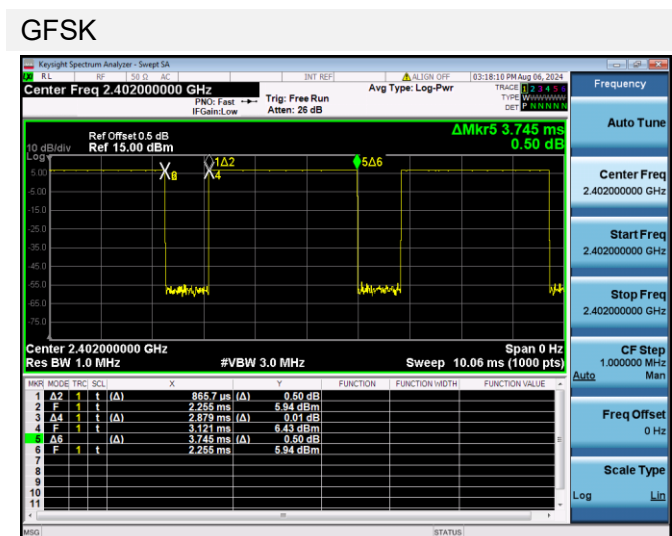 GFSK
Keysight Spectrum Analyzer - Swept SA
RL RF 50 Ω AC INT REF ALIGN OFF 03:18:10 PM Aug 06, 2024
Center Freq 2.402000000 GHz
PNO: Fast
IFGain:Low
Trig: Free Run
Atten: 26 dB
Avg Type: Log-Pwr
TRACE 1 2 3 4 5 6
TYPE WWWWWW
DET P N N N N N
Ref Offset 0.5 dB
10 dB/div Ref 15.00 dBm
ΔMkr5 3.745 ms
0.50 dB
Log
5.00
-5.00
-15.0
-25.0
-35.0
-45.0
-55.0
-65.0
-75.0
1Δ2
4
5Δ6
Center 2.402000000 GHz Span 0 Hz
Res BW 1.0 MHz #VBW 3.0 MHz Sweep 10.06 ms (1000 pts)
MKR MODE TRC SCL X Y FUNCTION FUNCTION WIDTH FUNCTION VALUE
1 Δ2 1 t (Δ) 865.7 µs (Δ) 0.50 dB
2 F 1 t 2.255 ms 5.94 dBm
3 Δ4 1 t (Δ) 2.879 ms (Δ) 0.01 dB
4 F 1 t 3.121 ms 6.43 dBm
5 Δ6 (Δ) 3.745 ms (Δ) 0.50 dB
6 F 1 t 2.255 ms 5.94 dBm
7
8
9
10
11
MSG STATUS
Frequency
Auto Tune
Center Freq
2.402000000 GHz
Start Freq
2.402000000 GHz
Stop Freq
2.402000000 GHz
CF Step
1.000000 MHz
Auto Man
Freq Offset
0 Hz
Scale Type
Log Lin